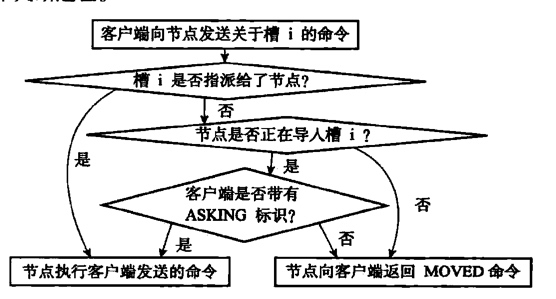 客户端向节点发送关于槽 i 的命令
槽 i 是否指派给了节点？
否
节点是否正在导入槽 i ？
是
是
客户端是否带有
ASKING 标识？
否
是
否
节点执行客户端发送的命令
节点向客户端返回 MOVED 命令